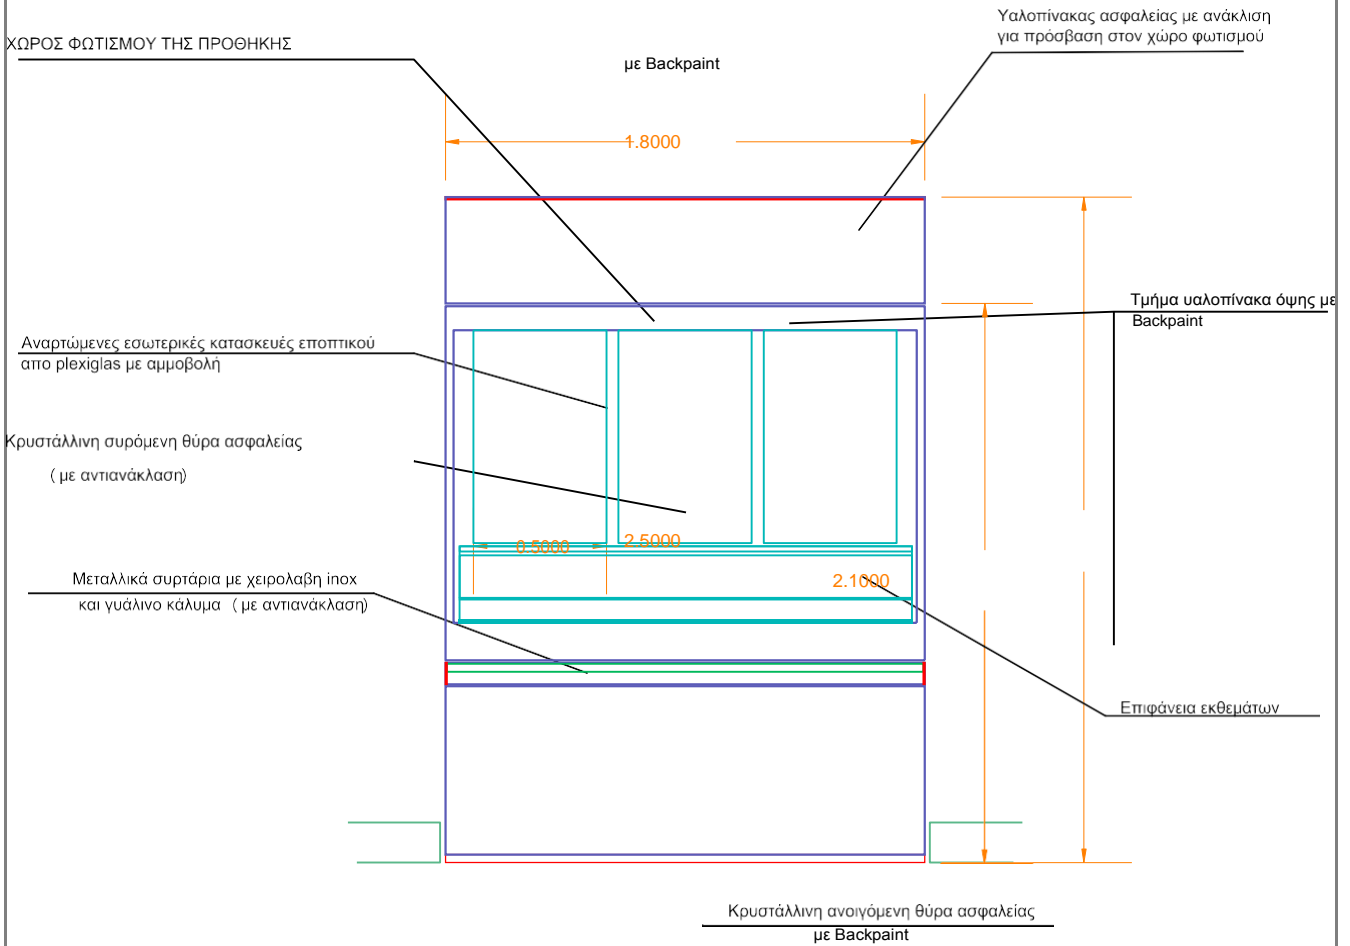 Υαλοπίνακας ασφαλείας με ανάκλιση
για πρόσβαση στον χώρο φωτισμού
ΧΩΡΟΣ ΦΩΤΙΣΜΟΥ ΤΗΣ ΠΡΟΘΗΚΗΣ
με Backpaint
1.8000
Τμήμα υαλοπίνακα όψης με
Backpaint
Αναρτώμενες εσωτερικές κατασκευές εποπτικού
απο plexiglas με αμμοβολή
Κρυστάλλινη συρόμενη θύρα ασφαλείας
( με αντιανάκλαση)
0.5000
2.5000
2.1000
Μεταλλικά συρτάρια με χειρολαβη inox
και γυάλινο κάλυμα ( με αντιανάκλαση)
Επιφάνεια εκθεμάτων
Κρυστάλλινη ανοιγόμενη θύρα ασφαλείας
με Backpaint